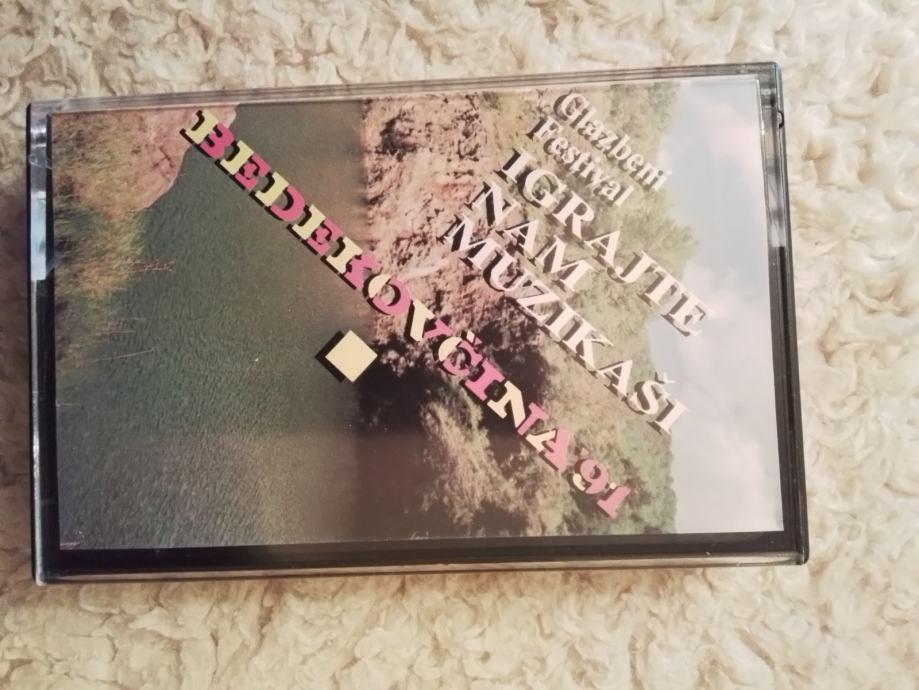 Glazbeni
Festival
IGRAJTE
NAM
MUZIKAŠI
BEDEKOVČINA 91